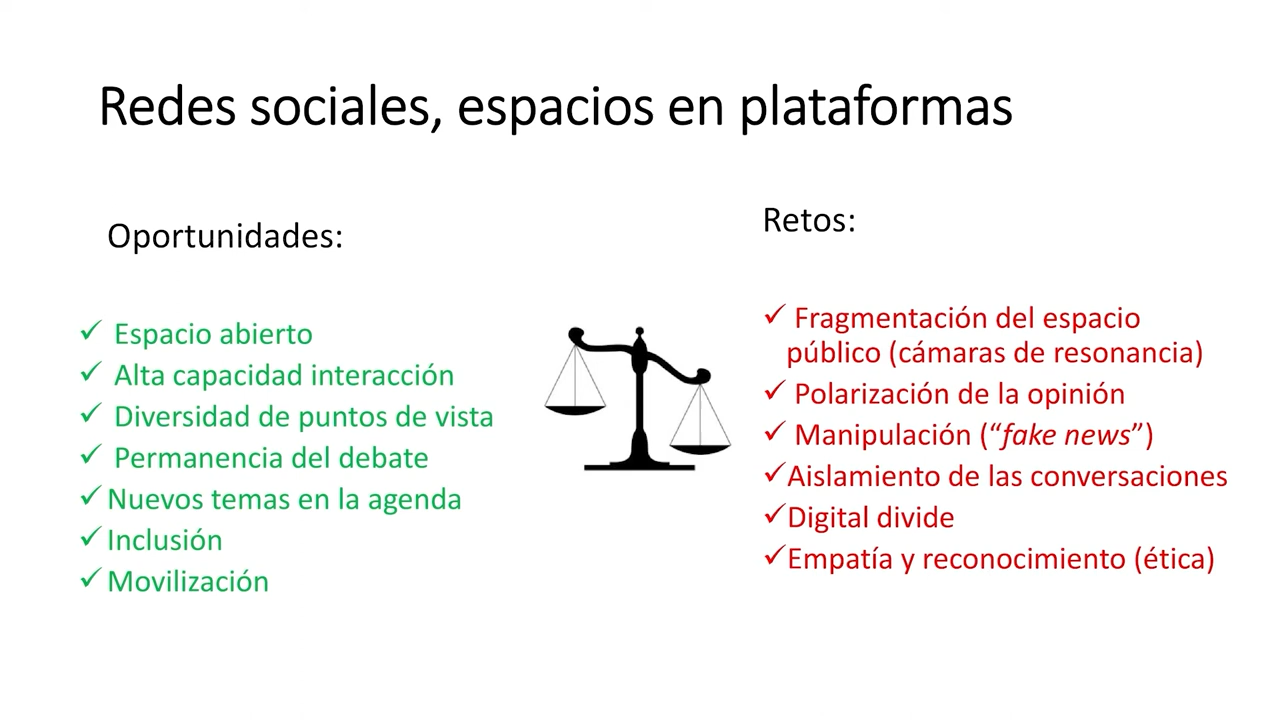 Redes sociales, espacios en plataformas
Oportunidades:
✓ Espacio abierto
✓ Alta capacidad interacción
✓ Diversidad de puntos de vista
✓ Permanencia del debate
✓ Nuevos temas en la agenda
✓ Inclusión
✓ Movilización
Retos:
✓ Fragmentación del espacio
público (cámaras de resonancia)
✓ Polarización de la opinión
✓ Manipulación (“fake news”)
✓ Aislamiento de las conversaciones
✓ Digital divide
✓ Empatía y reconocimiento (ética)